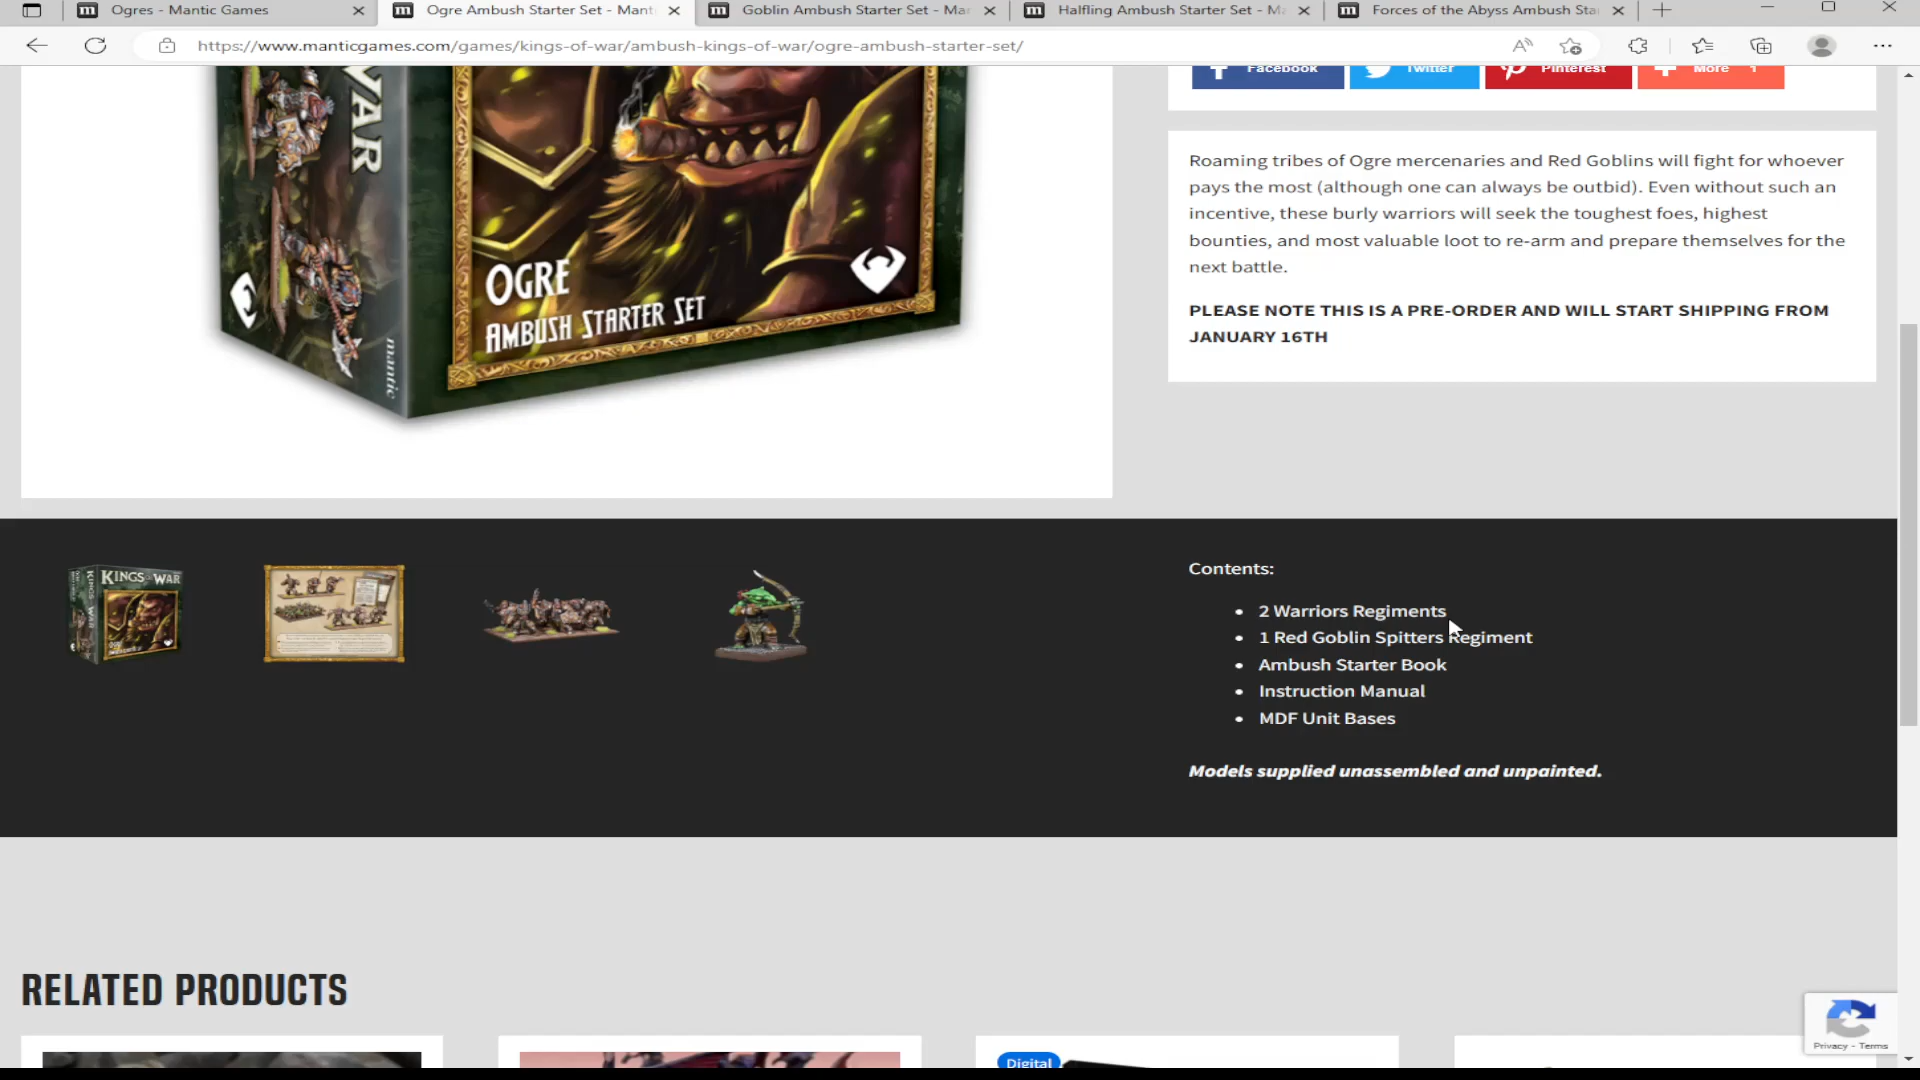 Ogres - Mantic Games
Ogre Ambush Starter Set - Mant
Goblin Ambush Starter Set - Mar
Halfling Ambush Starter Set - Ma
Forces of the Abyss Ambush Sta
https://www.manticgames.com/games/kings-of-war/ambush-kings-of-war/ogre-ambush-starter-set/
Facebook
Twitter
Pinterest
More 1
WAR
OGRE
AMBUSH STARTER SET
mantic
Roaming tribes of Ogre mercenaries and Red Goblins will fight for whoever
pays the most (although one can always be outbid). Even without such an
incentive, these burly warriors will seek the toughest foes, highest
bounties, and most valuable loot to re-arm and prepare themselves for the
next battle.
PLEASE NOTE THIS IS A PRE-ORDER AND WILL START SHIPPING FROM
JANUARY 16TH
KINGS OF WAR
Contents:
2 Warriors Regiments
1 Red Goblin Spitters Regiment
Ambush Starter Book
Instruction Manual
MDF Unit Bases
Models supplied unassembled and unpainted.
RELATED PRODUCTS
Digital
Privacy - Terms